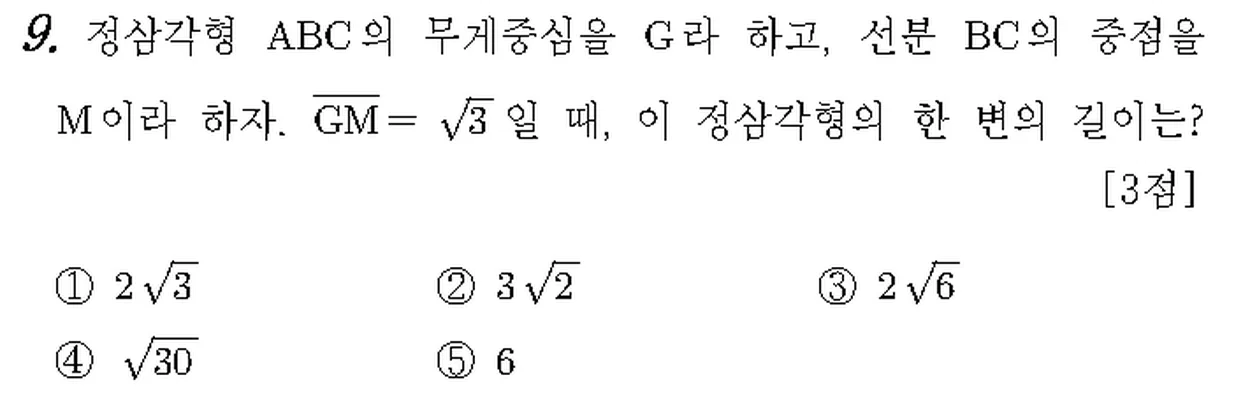 9. 정삼각형 ABC의 무게중심을 G라 하고, 선분 BC의 중점을
M이라 하자. \overline{GM} = √3 일 때, 이 정삼각형의 한 변의 길이는?
[3점]
① 2√3 ② 3√2 ③ 2√6
④ √30 ⑤ 6